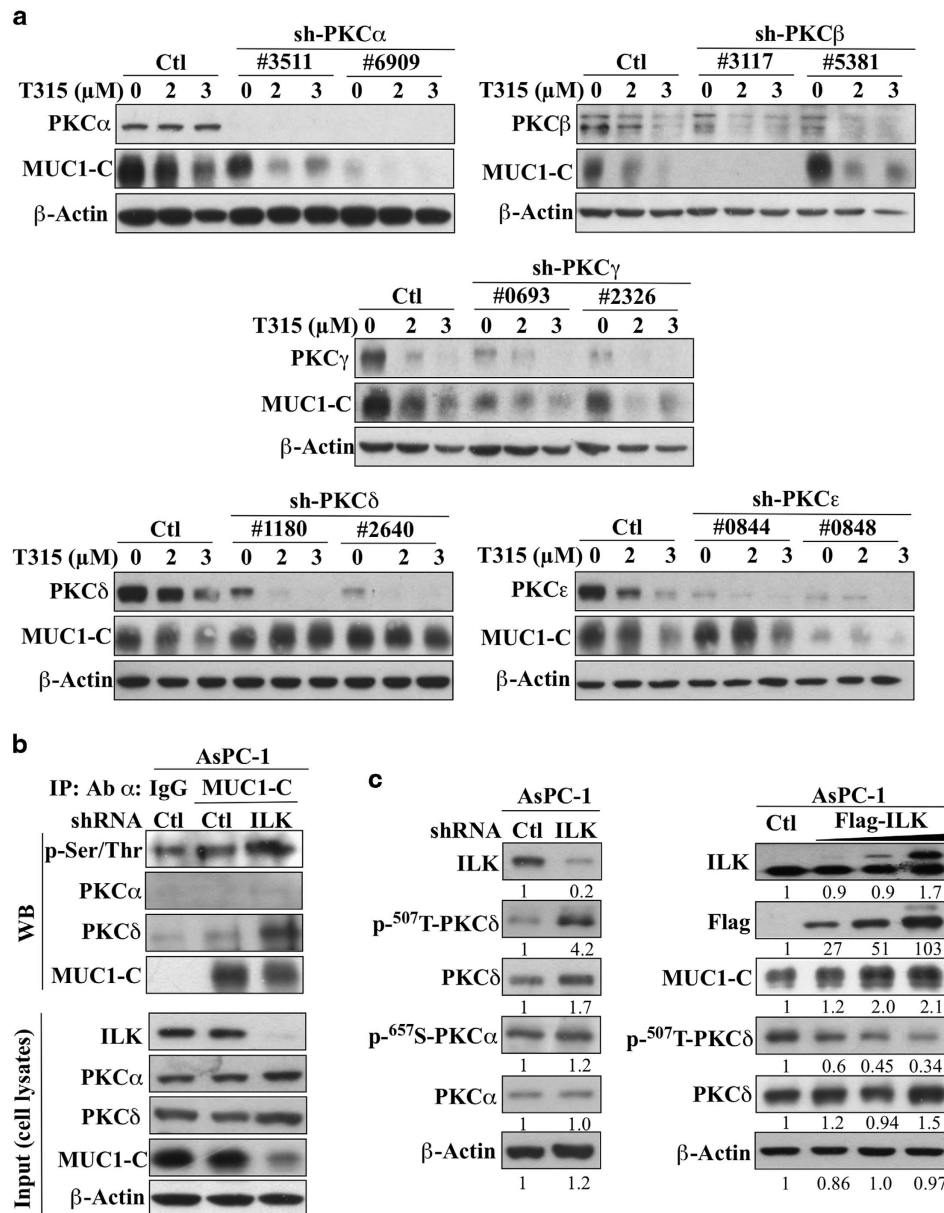 a
sh-PKCα
Ctl #3511 #6909
T315 (μM) 0 2 3 0 2 3 0 2 3
PKCα
MUC1-C
β-Actin
sh-PKCβ
Ctl #3117 #5381
T315 (μM) 0 2 3 0 2 3 0 2 3
PKCβ
MUC1-C
β-Actin
sh-PKCγ
Ctl #0693 #2326
T315 (μM) 0 2 3 0 2 3 0 2 3
PKCγ
MUC1-C
β-Actin
sh-PKCδ
Ctl #1180 #2640
T315 (μM) 0 2 3 0 2 3 0 2 3
PKCδ
MUC1-C
β-Actin
sh-PKCε
Ctl #0844 #0848
T315 (μM) 0 2 3 0 2 3 0 2 3
PKCε
MUC1-C
β-Actin
b
AsPC-1
IP: Ab α: IgG MUC1-C
shRNA Ctl Ctl ILK
WB
p-Ser/Thr
PKCα
PKCδ
MUC1-C
Input (cell lysates)
ILK
PKCα
PKCδ
MUC1-C
β-Actin
c
AsPC-1
shRNA Ctl ILK
ILK
1 0.2
p-507T-PKCδ
1 4.2
PKCδ
1 1.7
p-657S-PKCα
1 1.2
PKCα
1 1.0
β-Actin
1 1.2
AsPC-1
Ctl Flag-ILK
ILK
1 0.9 0.9 1.7
Flag
1 27 51 103
MUC1-C
1 1.2 2.0 2.1
p-507T-PKCδ
1 0.6 0.45 0.34
PKCδ
1 1.2 0.94 1.5
β-Actin
1 0.86 1.0 0.97